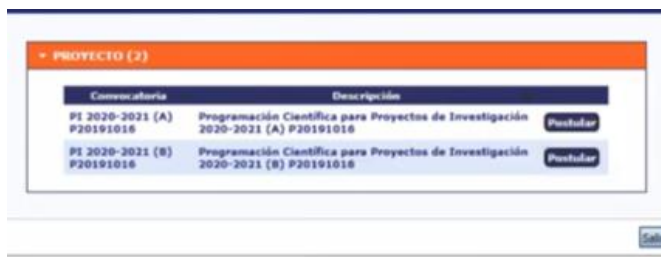 PROYECTO (2)
Convocatoria Descripción
PI 2020-2021 (A) Programación Científica para Proyectos de Investigación Postular
P20191016 2020-2021 (A) P20191016
PI 2020-2021 (B) Programación Científica para Proyectos de Investigación Postular
P20191016 2020-2021 (B) P20191016